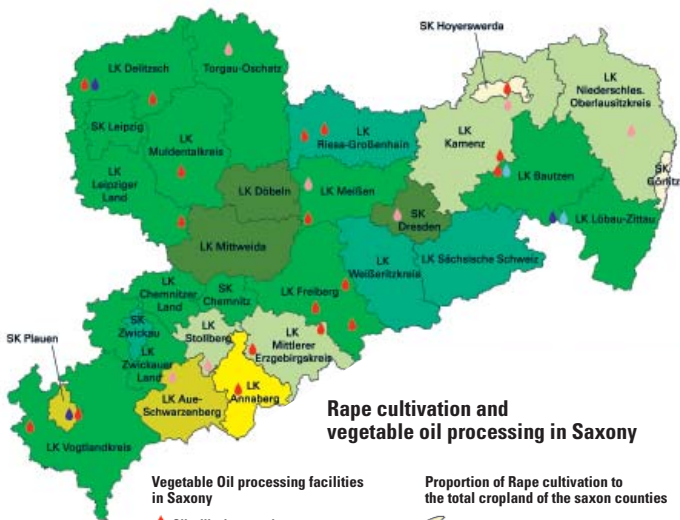 SK Hoyerswerda
LK Delitzsch
Torgau-Oschatz
LK
Niederschles.
Oberlausitzkreis
SK Leipzig
LK
Muldentalkreis
LK
Riesa-Großenhain
LK
Kamenz
LK
Leipziger
Land
LK Döbeln
LK Meißen
LK Bautzen
SK
Görlitz
SK
Dresden
LK Löbau-Zittau
LK Mittweida
LK
Weißeritzkreis
LK Sächsische Schweiz
LK
Chemnitzer
Land
SK
Chemnitz
LK Freiberg
SK
Zwickau
LK
Stollberg
LK
Mittlerer
Erzgebirgskreis
SK Plauen
LK
Zwickauer
Land
LK Aue-
Schwarzenberg
LK
Annaberg
LK Vogtlandkreis
Rape cultivation and
vegetable oil processing in Saxony
Vegetable Oil processing facilities
in Saxony
Proportion of Rape cultivation to
the total cropland of the saxon counties